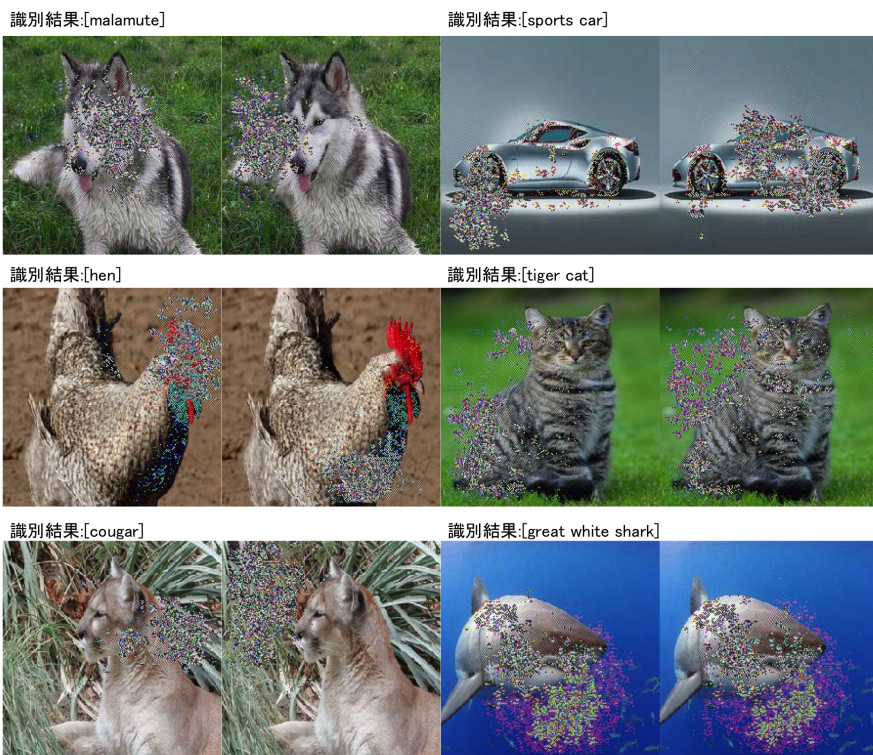 識別結果:[malamute]
識別結果:[sports car]
識別結果:[hen]
識別結果:[tiger cat]
識別結果:[cougar]
識別結果:[great white shark]